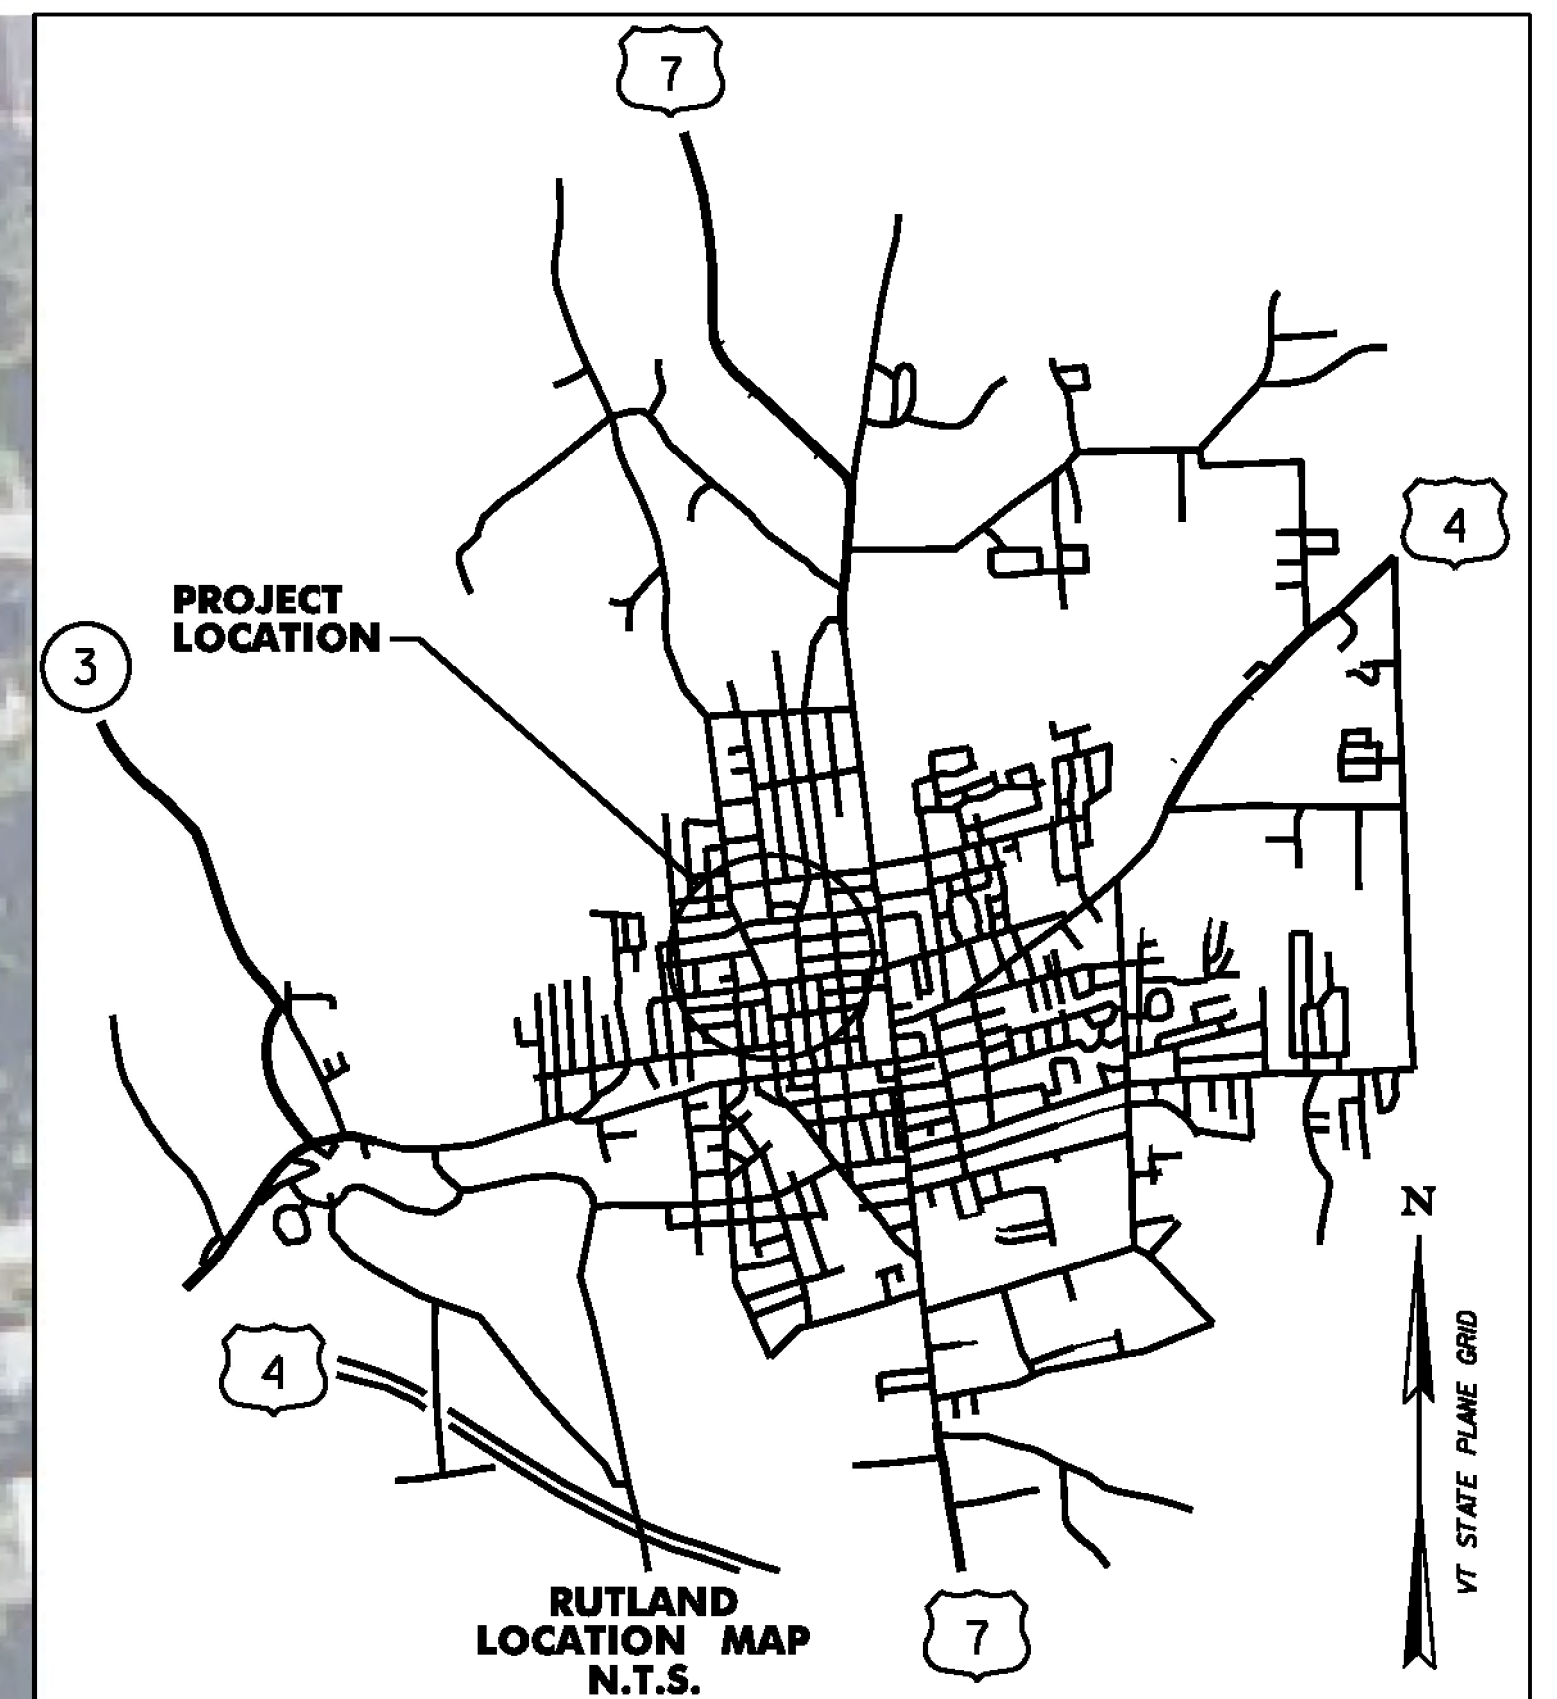 7
4
PROJECT
LOCATION
3
N
4
VT STATE PLANE GRID
RUTLAND
LOCATION MAP
N.T.S.
7